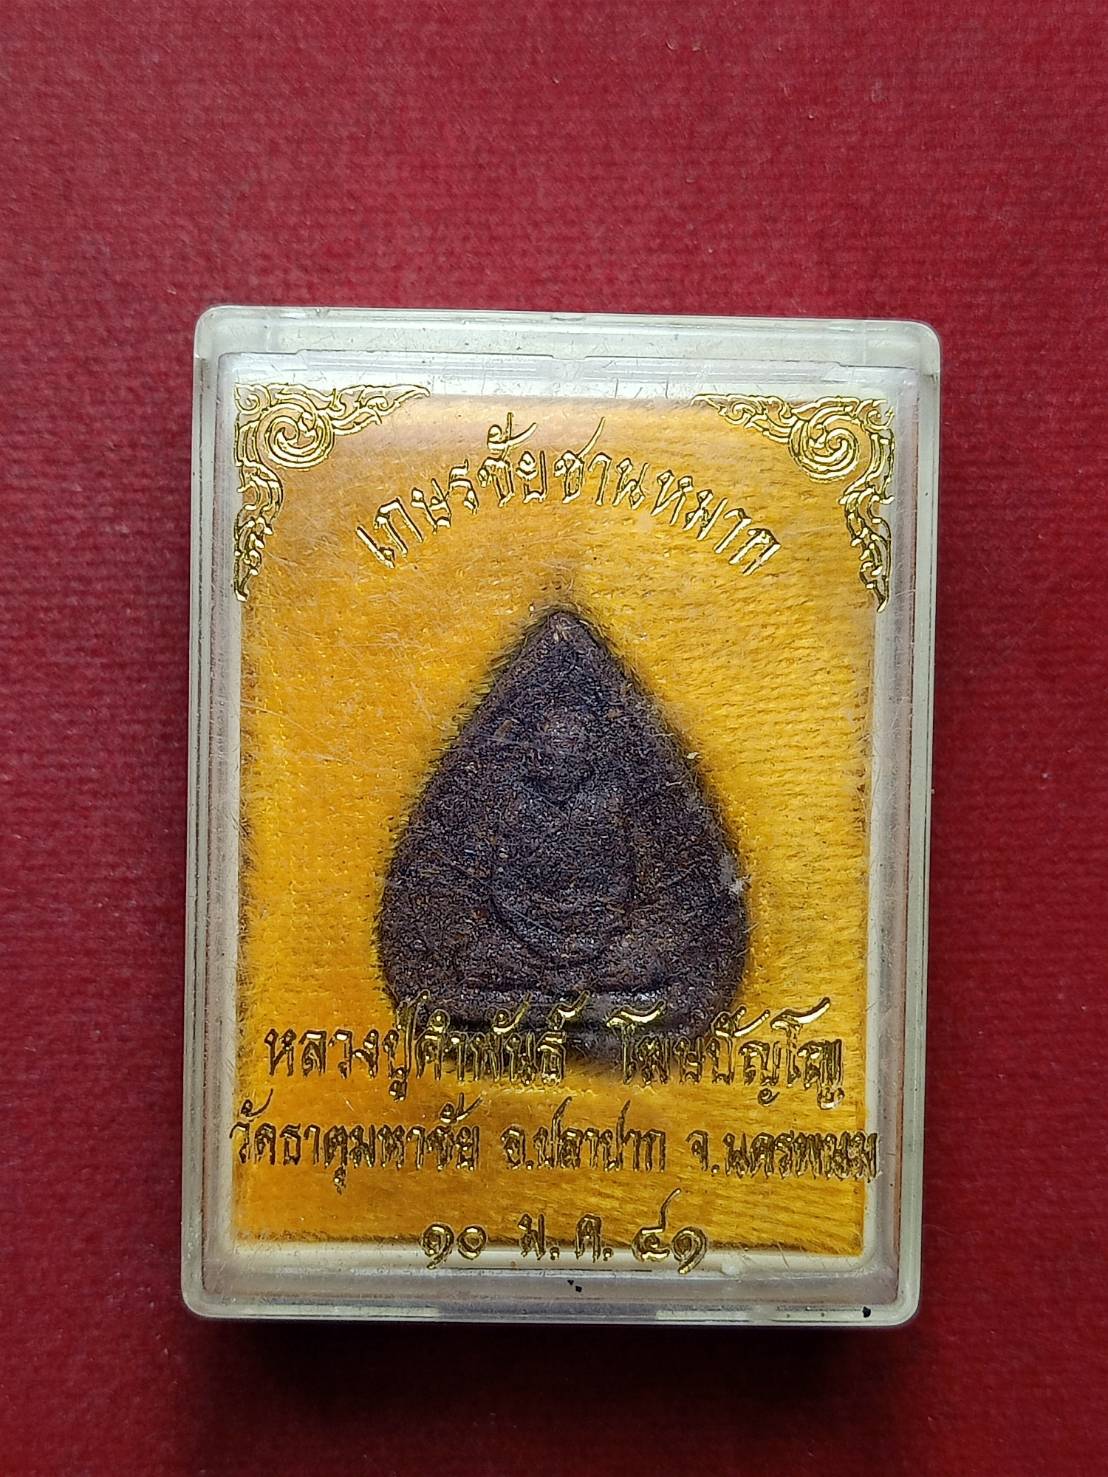 เกษรชัยชานหมาก
หลวงปู่คำพันธ์ โฆษปัญโญ
วัดธาตุมหาชัย อ.ปลาปาก จ.นครพนม
๑๐ ม.ค. ๔๑